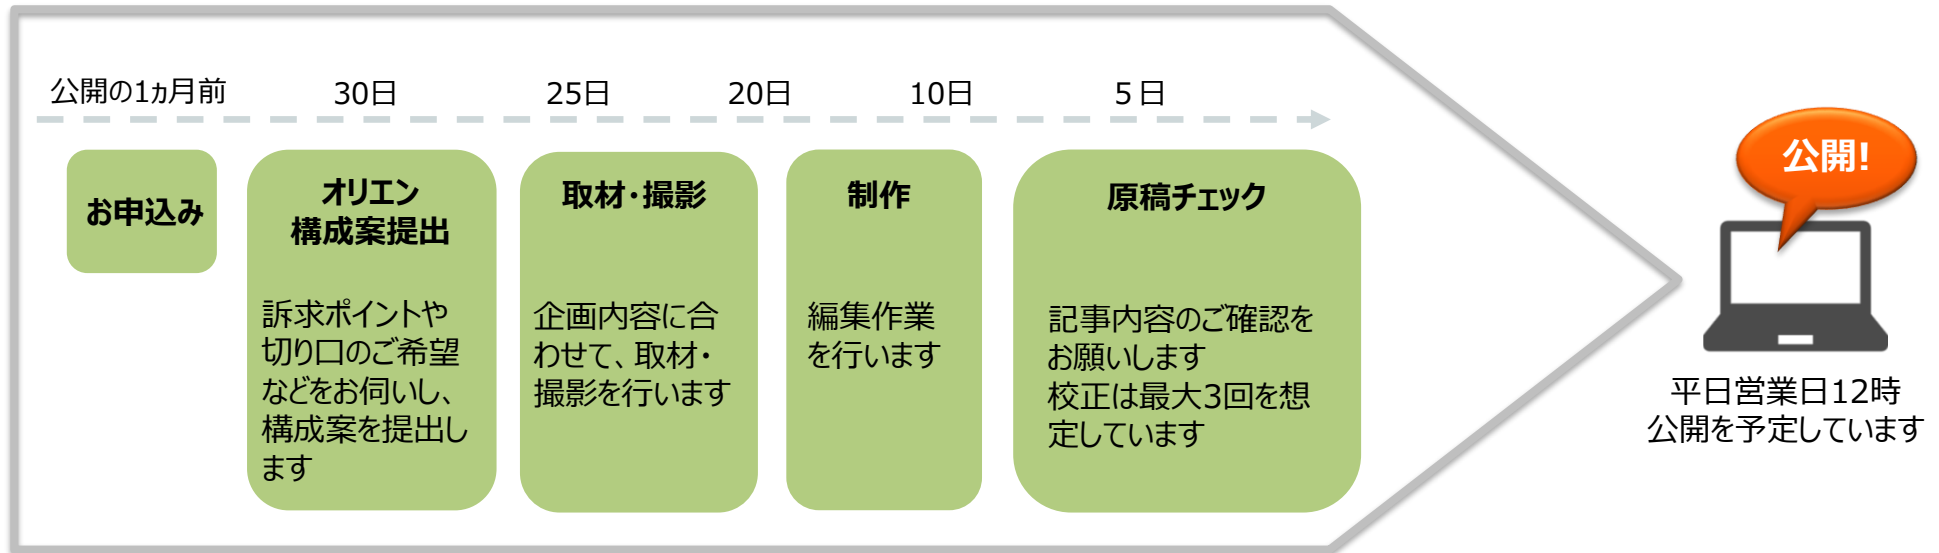 公開の1ヵ月前
30日
25日
20日
10日
５日
お申込み
オリエン
構成案提出
訴求ポイントや
切り口のご希望
などをお伺いし、
構成案を提出し
ます
取材・撮影
企画内容に合
わせて、取材・
撮影を行います
制作
編集作業
を行います
原稿チェック
記事内容のご確認を
お願いします
校正は最大3回を想
定しています
公開!
平日営業日12時
公開を予定しています